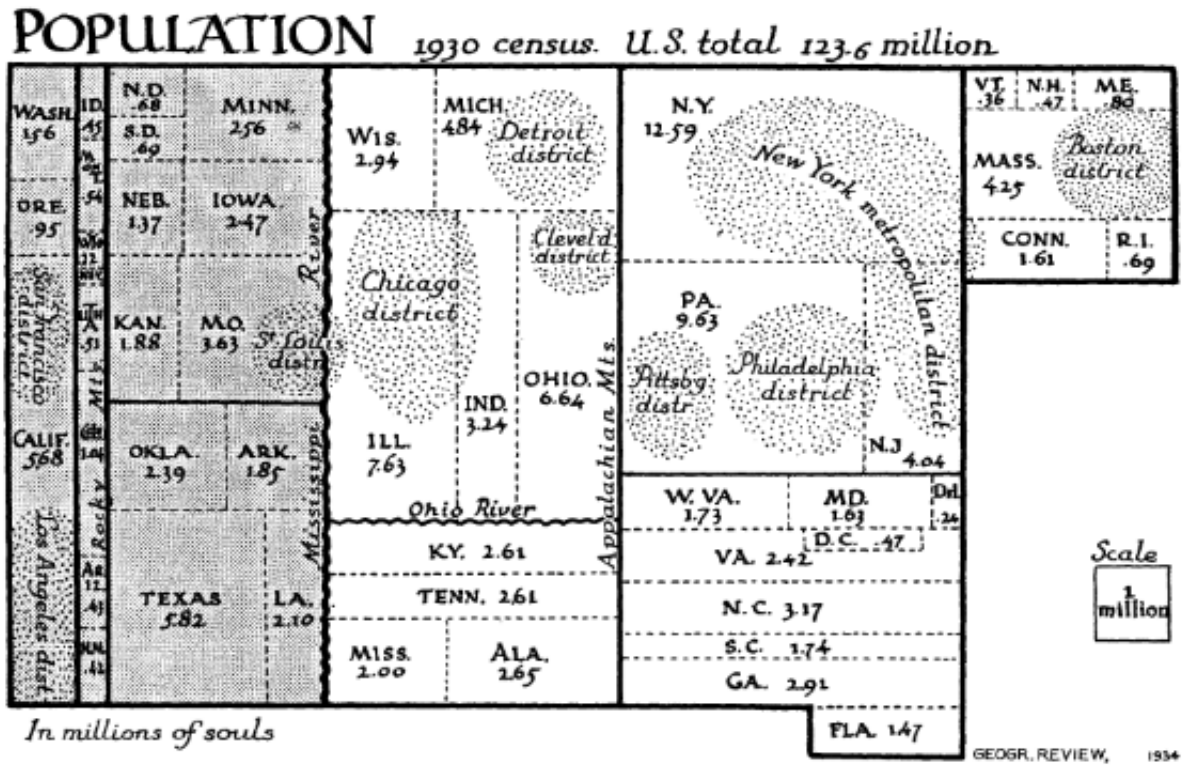 POPULATION 1930 census. U.S. total 123.6 million
WASH.
1.56
ORE.
.95
San Francisco
district
CALIF.
5.68
Los Angeles dist.
ID.
.45
.54
.51
1.04
.43
N.M.
.42
Rocky Mts.
N.D.
.68
S.D.
.69
MINN.
2.56
NEB.
1.37
IOWA.
2.47
KAN.
1.88
MO.
3.63
St. Louis
distr.
OKLA.
2.39
ARK.
1.85
TEXAS
5.82
LA.
2.10
Mississippi River
WIS.
2.94
MICH.
4.84
Detroit
district
Chicago
district
Clevel'd
district
ILL.
7.63
IND.
3.24
OHIO.
6.64
Ohio River
KY. 2.61
TENN. 2.61
MISS.
2.00
ALA.
2.65
Appalachian Mts.
N.Y.
12.59
New York metropolitan district
PA.
9.63
Pittsbg
distr
Philadelphia
district
N.J
4.04
W. VA.
1.73
MD.
1.63
Del.
.24
D.C. .47
VA. 2.42
N.C. 3.17
S.C. 1.74
GA. 2.91
FLA. 1.47
VT.
.36
N.H.
.47
ME.
.80
MASS.
4.25
Boston
district
CONN.
1.61
R.I.
.69
Scale
1
million
In millions of souls
GEOGR. REVIEW, 1934